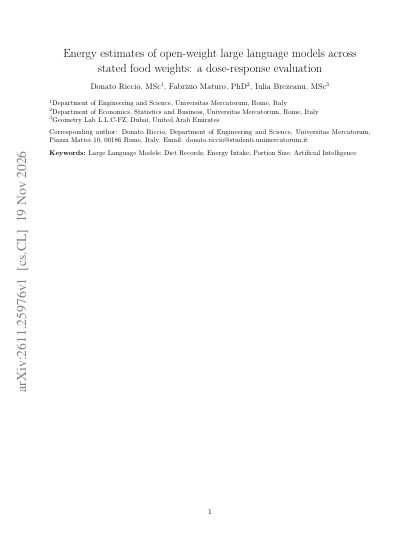 Energy estimates of open-weight large language models across
stated food weights: a dose-response evaluation
Donato Riccio, MSc1, Fabrizio Maturo, PhD2, Iulia Brezeanu, MSc3
1Department of Engineering and Science, Universitas Mercatorum, Rome, Italy
2Department of Economics, Statistics and Business, Universitas Mercatorum, Rome, Italy
3Geometry Lab L.L.C-FZ, Dubai, United Arab Emirates
Corresponding author: Donato Riccio, Department of Engineering and Science, Universitas Mercatorum,
Piazza Mattei 10, 00186 Rome, Italy. Email: donato.riccio@studenti.unimercatorum.it
Keywords: Large Language Models; Diet Records; Energy Intake; Portion Size; Artificial Intelligence
arXiv:2611.25976v1 [cs.CL] 19 Nov 2026
1